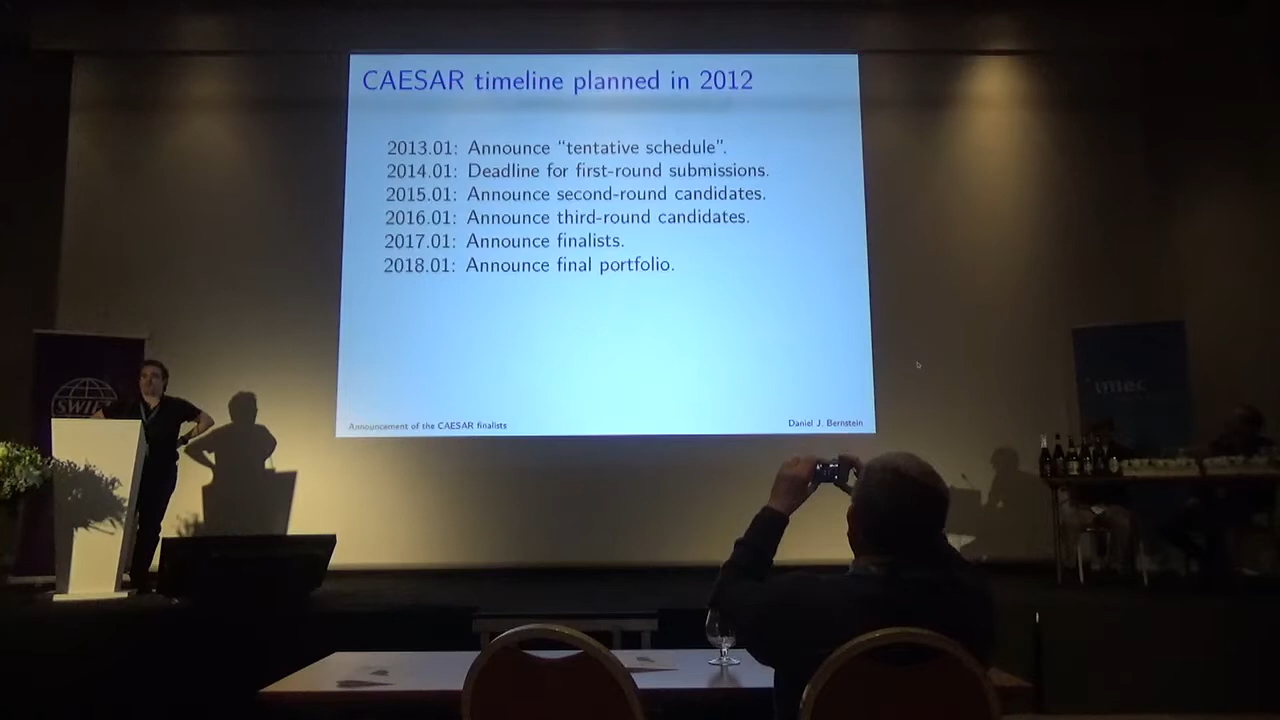 CAESAR timeline planned in 2012
2013.01: Announce “tentative schedule”.
2014.01: Deadline for first-round submissions.
2015.01: Announce second-round candidates.
2016.01: Announce third-round candidates.
2017.01: Announce finalists.
2018.01: Announce final portfolio.
Announcement of the CAESAR finalists
Daniel J. Bernstein
SWIFT
imec